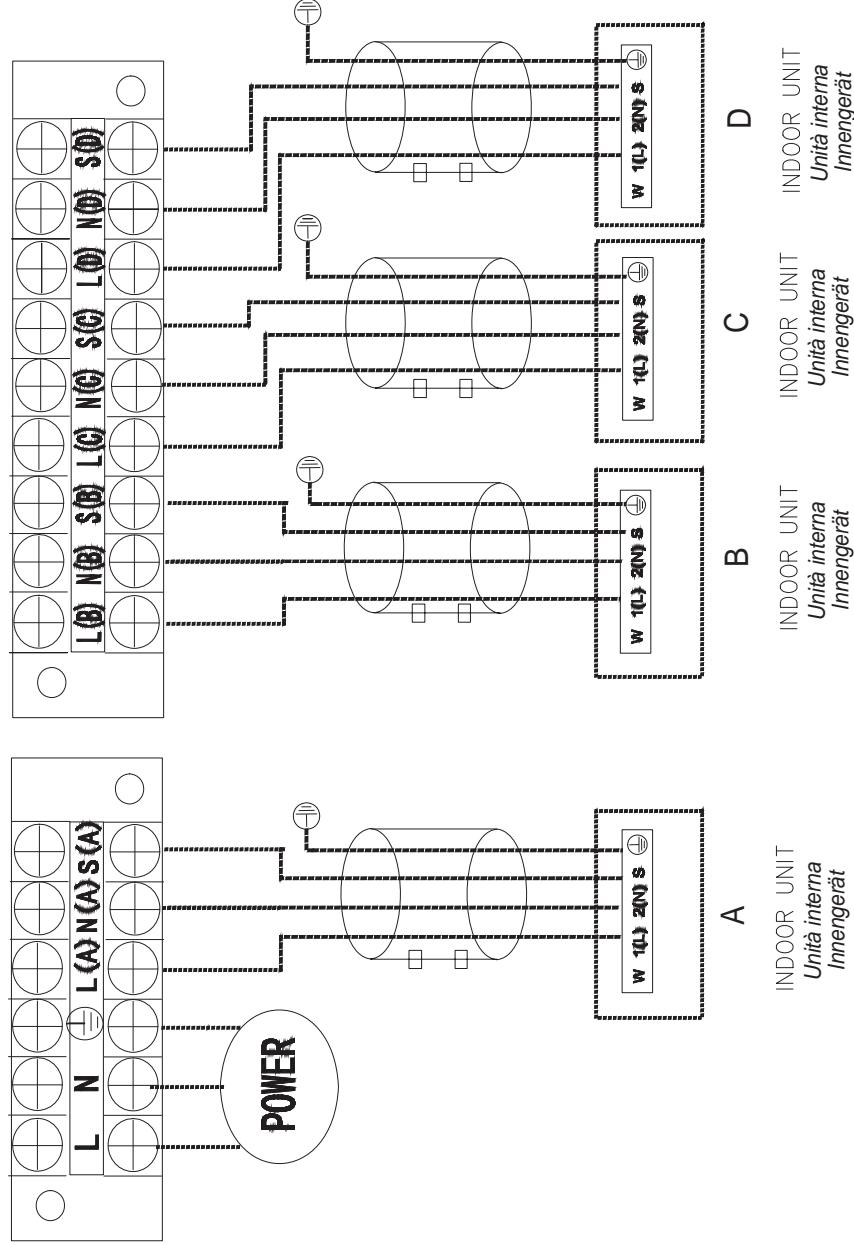 L N ⏚ L(A) N(A) S(A)
POWER
W 1(L) 2(N) S ⏚
A
INDOOR UNIT
Unità interna
Innengerät
L(B) N(B) S(B) L(C) N(C) S(C) L(D) N(D) S(D)
W 1(L) 2(N) S ⏚
B
INDOOR UNIT
Unità interna
Innengerät
W 1(L) 2(N) S ⏚
C
INDOOR UNIT
Unità interna
Innengerät
W 1(L) 2(N) S ⏚
D
INDOOR UNIT
Unità interna
Innengerät